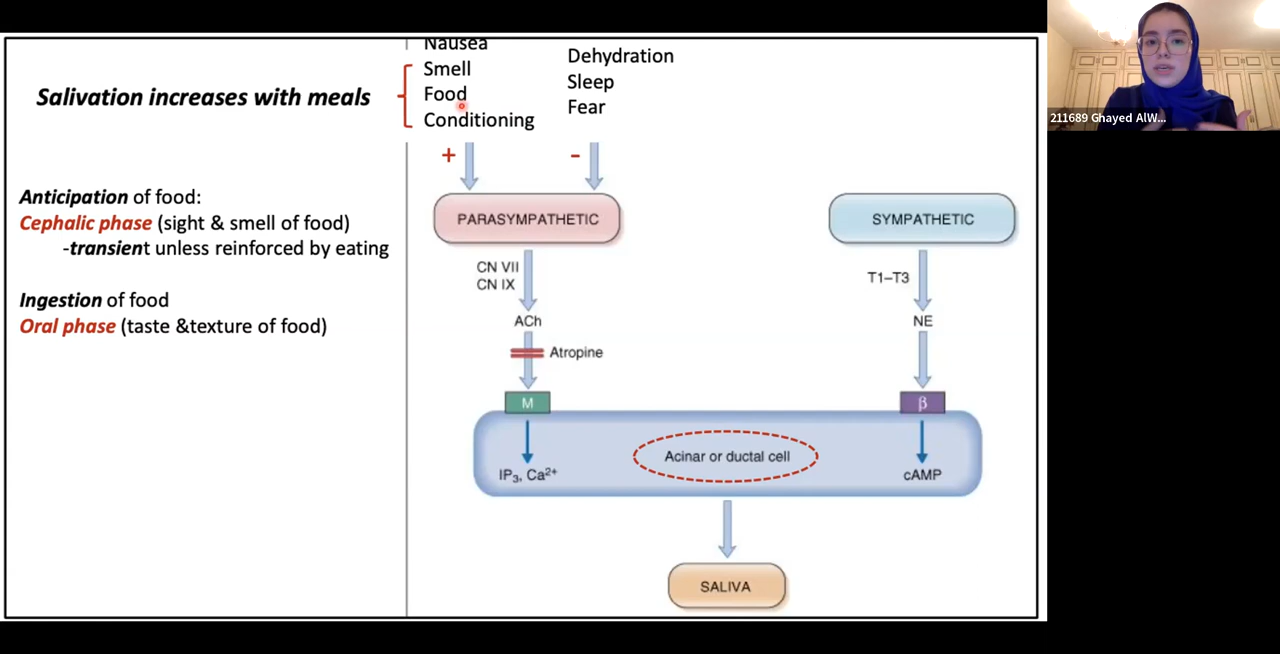 Salivation increases with meals
Anticipation of food:
Cephalic phase (sight & smell of food)
-transient unless reinforced by eating
Ingestion of food
Oral phase (taste &texture of food)
Nausea
Smell
Food
Conditioning
Dehydration
Sleep
Fear
+
-
PARASYMPATHETIC
SYMPATHETIC
CN VII
CN IX
T1–T3
ACh
NE
Atropine
M
β
Acinar or ductal cell
IP₃, Ca²⁺
cAMP
SALIVA
211689 Ghayed AlW...